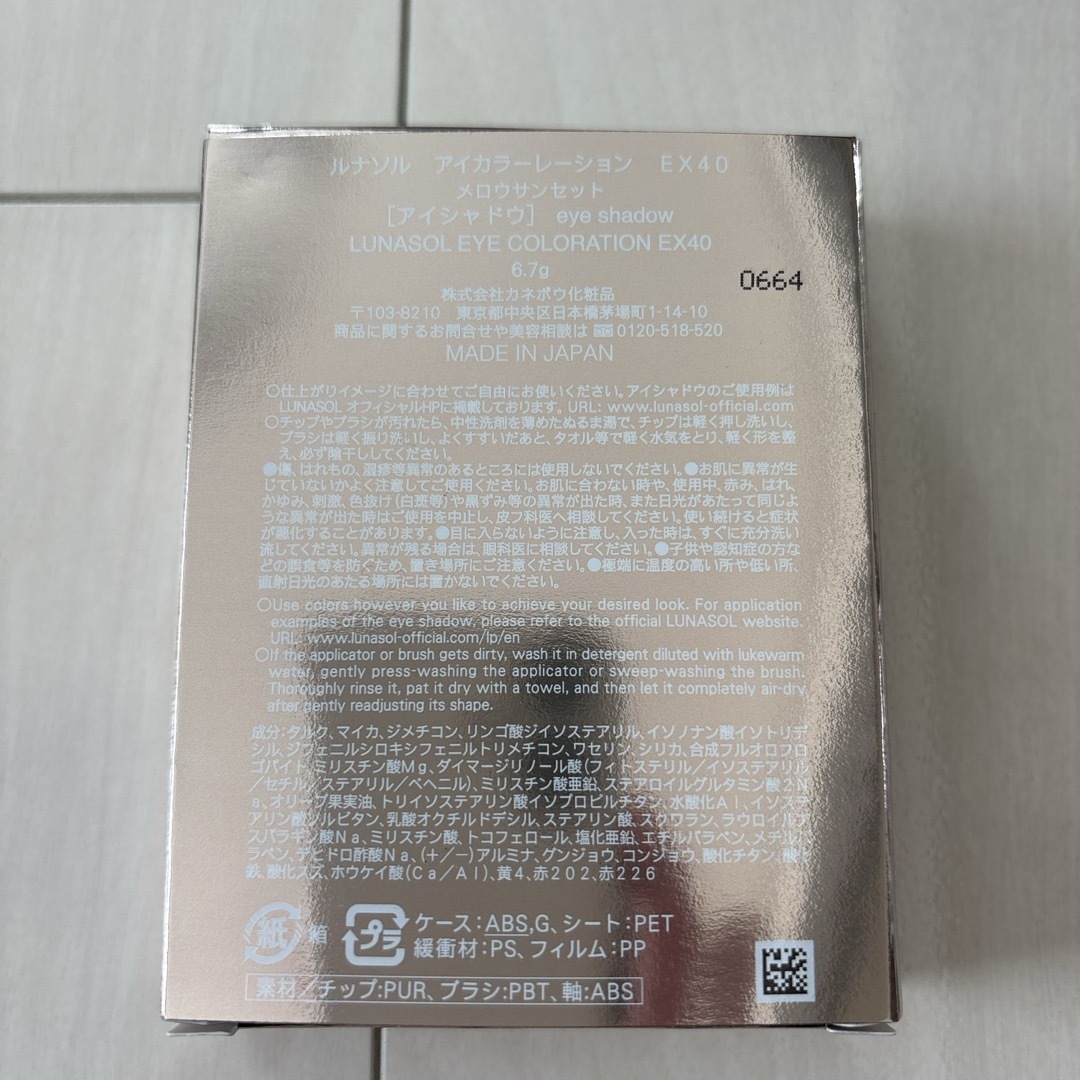 ルナソル　アイカラーレーション　EX40
メロウサンセット
［アイシャドウ］ eye shadow
LUNASOL EYE COLORATION EX40
6.7g
0664
株式会社カネボウ化粧品
〒103-8210　東京都中央区日本橋茅場町1-14-10
商品に関するお問合せや美容相談は 0120-518-520
MADE IN JAPAN
○仕上がりイメージに合わせてご自由にお使いください。アイシャドウのご使用例は
LUNASOL オフィシャルHPに掲載しております。URL: www.lunasol-official.com
○チップやブラシが汚れたら、中性洗剤を薄めたぬるま湯で、チップは軽く押し洗いし、
ブラシは軽く振り洗いし、よくすすいだあと、タオル等で軽く水気をとり、軽く形を整
え、必ず陰干ししてください。
●傷、はれもの、湿疹等異常のあるところには使用しないでください。●お肌に異常が生
じていないかよく注意してご使用ください。お肌に合わない時や、使用中、赤み、はれ、
かゆみ、刺激、色抜け(白斑等)や黒ずみ等の異常が出た時、また日光があたって同じよ
うな異常が出た時はご使用を中止し、皮フ科医へ相談してください。使い続けると症状
が悪化することがあります。●目に入らないように注意し、入った時は、すぐに充分洗い
流してください。異常が残る場合は、眼科医に相談してください。●子供や認知症の方な
どの誤食等を防ぐため、置き場所にご注意ください。●極端に温度の高い所や低い所、
直射日光のあたる場所には置かないでください。
○Use colors however you like to achieve your desired look. For application
examples of the eye shadow, please refer to the official LUNASOL website.
URL: www.lunasol-official.com/lp/en
○If the applicator or brush gets dirty, wash it in detergent diluted with lukewarm
water, gently press-washing the applicator or sweep-washing the brush.
Thoroughly rinse it, pat it dry with a towel, and then let it completely air-dry
after gently readjusting its shape.
成分:タルク、マイカ、ジメチコン、リンゴ酸ジイソステアリル、イソノナン酸イソトリデ
シル、ジフェニルシロキシフェニルトリメチコン、ワセリン、シリカ、合成フルオロフロ
ゴパイト、ミリスチン酸Mg、ダイマージリノール酸(フィトステリル/イソステアリル
/セチル/ステアリル/ベヘニル)、ミリスチン酸亜鉛、ステアロイルグルタミン酸2N
a、オリーブ果実油、トリイソステアリン酸イソプロピルチタン、水酸化Al、イソステ
アリン酸ソルビタン、乳酸オクチルドデシル、ステアリン酸、スクワラン、ラウロイルアス
パラギン酸Na、ミリスチン酸、トコフェロール、塩化亜鉛、エチルパラベン、メチルパ
ラベン、デヒドロ酢酸Na、(+/−)アルミナ、グンジョウ、コンジョウ、酸化チタン、酸化
鉄、酸化スズ、ホウケイ酸(Ca/Al)、黄4、赤202、赤226
紙 箱 プラ ケース:ABS,G、シート:PET
緩衝材:PS、フィルム:PP
素材/チップ:PUR、ブラシ:PBT、軸:ABS